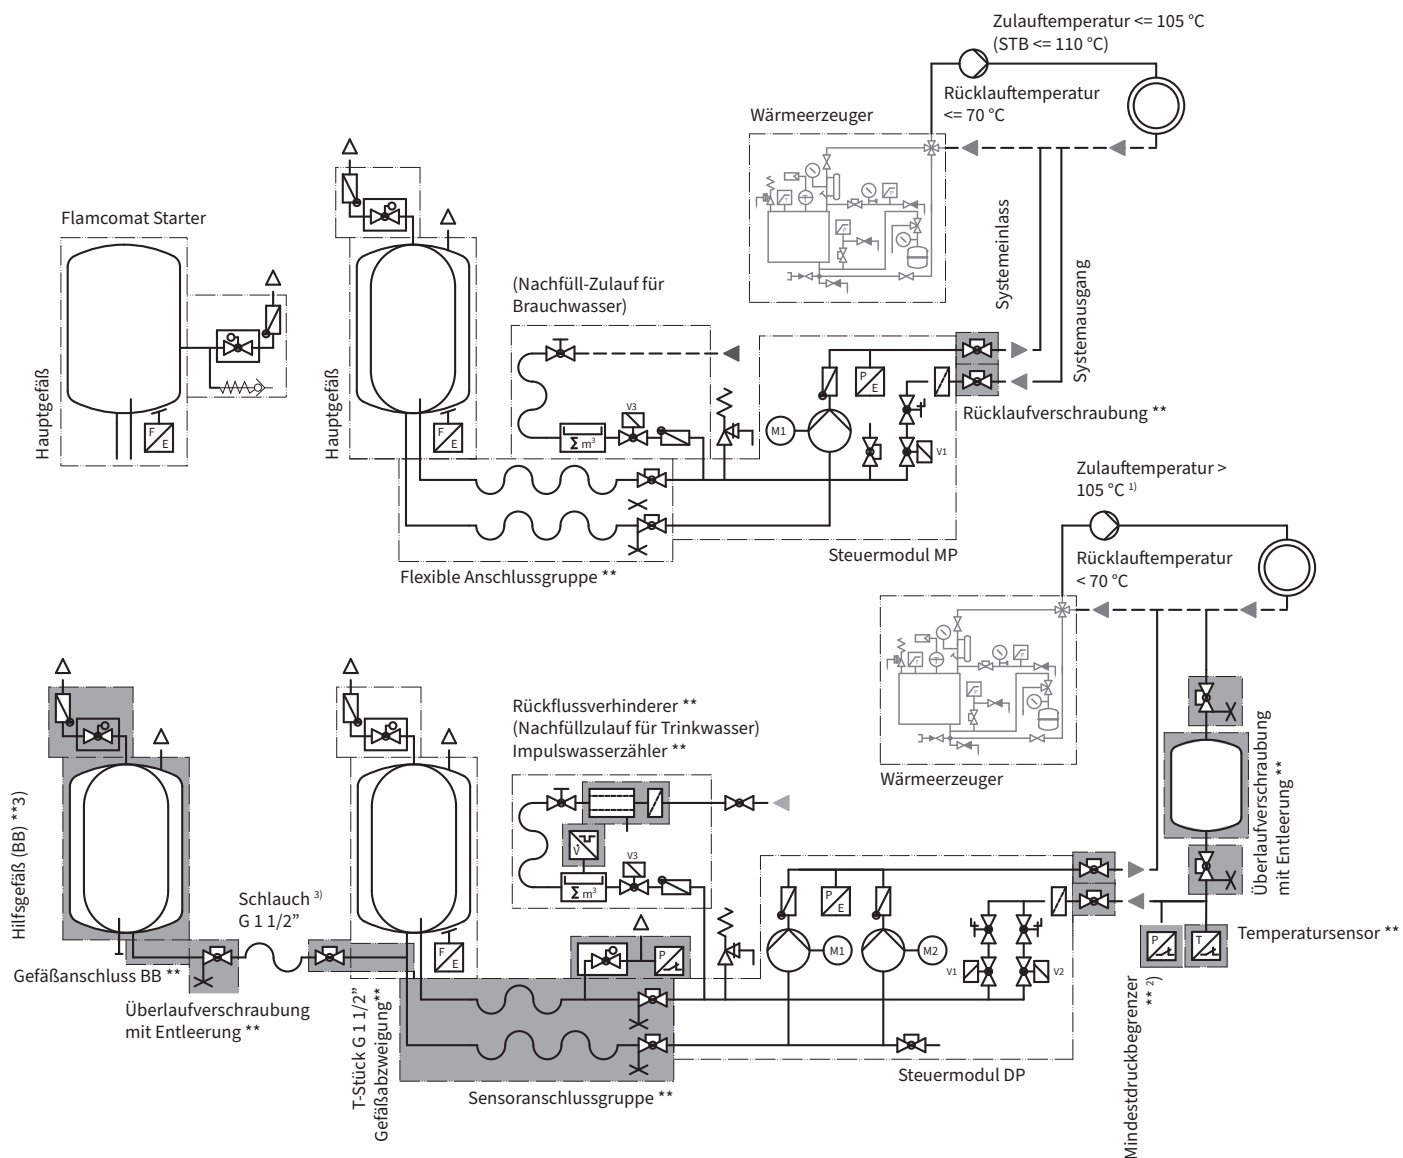 Zulauftemperatur <= 105 °C
(STB <= 110 °C)
Rücklauftemperatur
<= 70 °C
Wärmeerzeuger
Systemeinlass
Systemausgang
Flamcomat Starter
Hauptgefäß
F
E
Hauptgefäß
F
E
(Nachfüll-Zulauf für
Brauchwasser)
V3
Σ m³
M1
P
E
V1
Rücklaufverschraubung **
Steuermodul MP
Flexible Anschlussgruppe **
Zulauftemperatur >
105 °C ¹⁾
Rücklauftemperatur
< 70 °C
Wärmeerzeuger
Überlaufverschraubung
mit Entleerung **
Temperatursensor **
Mindestdruckbegrenzer
** ²⁾
P
T
Hilfsgefäß (BB) **3)
Schlauch ³⁾
G 1 1/2”
Gefäßanschluss BB **
Überlaufverschraubung
mit Entleerung **
T-Stück G 1 1/2”
Gefäßabzweigung**
F
E
Rückflussverhinderer **
(Nachfüllzulauf für Trinkwasser)
Impulswasserzähler **
V̇
V3
Σ m³
P
P
E
M1
M2
V1
V2
Steuermodul DP
Sensoranschlussgruppe **